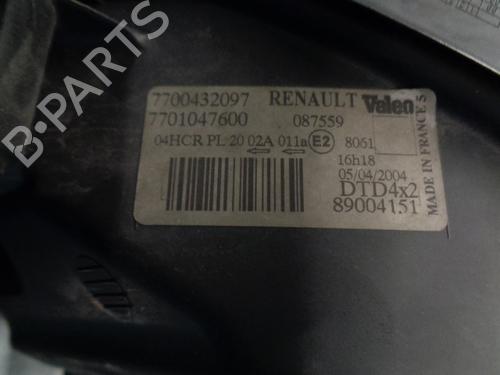 7700432097 RENAULT Valeo
7701047600 087559
04HCR PL 20 02A 011a E2 8061
16h18
05/04/2004
DTD4x2
89004151
MADE IN FRANCE S
B-PARTS